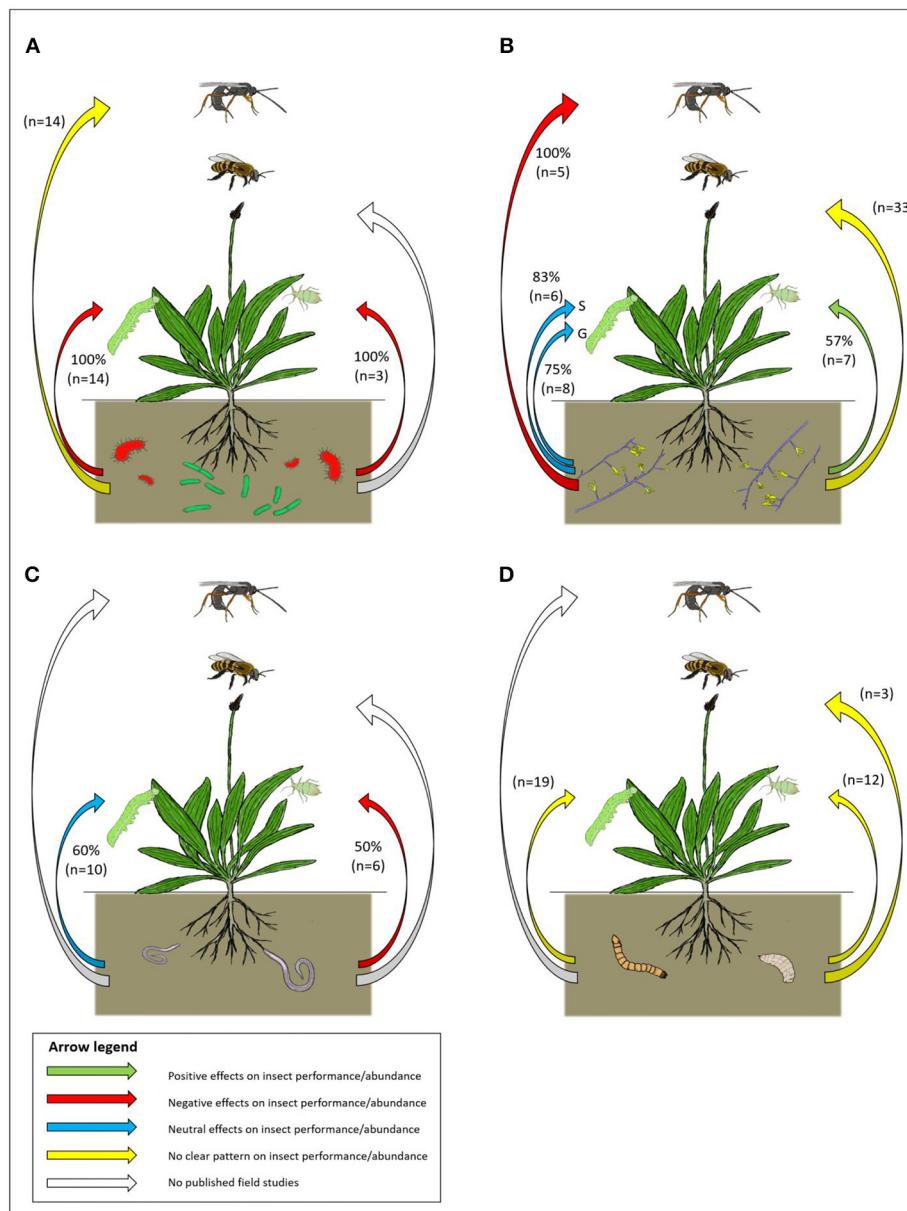 A
(n=14)
100%
(n=14)
100%
(n=3)
B
100%
(n=5)
(n=33
83%
(n=6)
S
G
75%
(n=8)
57%
(n=7)
C
60%
(n=10)
50%
(n=6)
D
(n=3)
(n=19)
(n=12)
Arrow legend
Positive effects on insect performance/abundance
Negative effects on insect performance/abundance
Neutral effects on insect performance/abundance
No clear pattern on insect performance/abundance
No published field studies